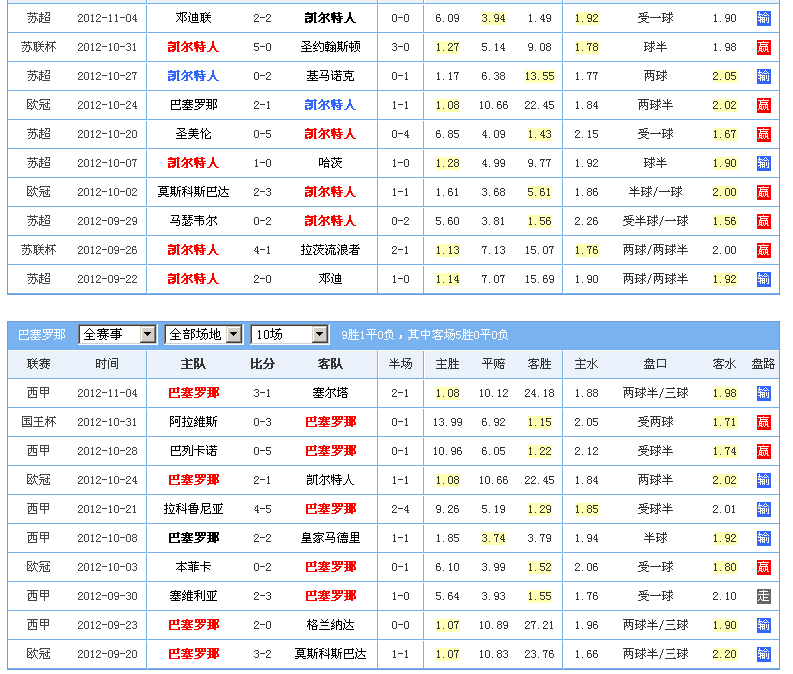 苏超 2012-11-04 邓迪联 2-2 凯尔特人 0-0 6.09 3.94 1.49 1.92 受一球 1.90 输
苏联杯 2012-10-31 凯尔特人 5-0 圣约翰斯顿 3-0 1.27 5.14 9.08 1.78 球半 1.98 赢
苏超 2012-10-27 凯尔特人 0-2 基马诺克 0-1 1.17 6.38 13.55 1.77 两球 2.05 输
欧冠 2012-10-24 巴塞罗那 2-1 凯尔特人 1-1 1.08 10.66 22.45 1.84 两球半 2.02 赢
苏超 2012-10-20 圣美伦 0-5 凯尔特人 0-4 6.85 4.09 1.43 2.15 受一球 1.67 赢
苏超 2012-10-07 凯尔特人 1-0 哈茨 1-0 1.28 4.99 9.77 1.92 球半 1.90 输
欧冠 2012-10-02 莫斯科斯巴达 2-3 凯尔特人 1-1 1.61 3.68 5.61 1.86 半球/一球 2.00 赢
苏超 2012-09-29 马瑟韦尔 0-2 凯尔特人 0-2 5.60 3.81 1.56 2.26 受半球/一球 1.56 赢
苏联杯 2012-09-26 凯尔特人 4-1 拉茨流浪者 2-1 1.13 7.13 15.07 1.76 两球/两球半 2.00 赢
苏超 2012-09-22 凯尔特人 2-0 邓迪 1-0 1.14 7.07 15.69 1.90 两球/两球半 1.92 输
巴塞罗那 全赛事 全部场地 10场 9胜1平0负，其中客场5胜0平0负
联赛 时间 主队 比分 客队 半场 主胜 平赔 客胜 主水 盘口 客水 盘路
西甲 2012-11-04 巴塞罗那 3-1 塞尔塔 2-1 1.08 10.12 24.18 1.88 两球半/三球 1.98 输
国王杯 2012-10-31 阿拉维斯 0-3 巴塞罗那 0-1 13.99 6.92 1.15 2.05 受两球 1.71 赢
西甲 2012-10-28 巴列卡诺 0-5 巴塞罗那 0-1 10.96 6.05 1.22 2.12 受球半 1.74 赢
欧冠 2012-10-24 巴塞罗那 2-1 凯尔特人 1-1 1.08 10.66 22.45 1.84 两球半 2.02 输
西甲 2012-10-21 拉科鲁尼亚 4-5 巴塞罗那 2-4 9.26 5.19 1.29 1.85 受球半 2.01 输
西甲 2012-10-08 巴塞罗那 2-2 皇家马德里 1-1 1.85 3.74 3.79 1.94 半球 1.92 输
欧冠 2012-10-03 本菲卡 0-2 巴塞罗那 0-1 6.10 3.99 1.52 2.06 受一球 1.80 赢
西甲 2012-09-30 塞维利亚 2-3 巴塞罗那 1-0 5.64 3.93 1.55 1.76 受一球 2.10 走
西甲 2012-09-23 巴塞罗那 2-0 格兰纳达 0-0 1.07 10.89 27.21 1.96 两球半/三球 1.90 输
欧冠 2012-09-20 巴塞罗那 3-2 莫斯科斯巴达 1-1 1.07 10.83 23.76 1.66 两球半/三球 2.20 输